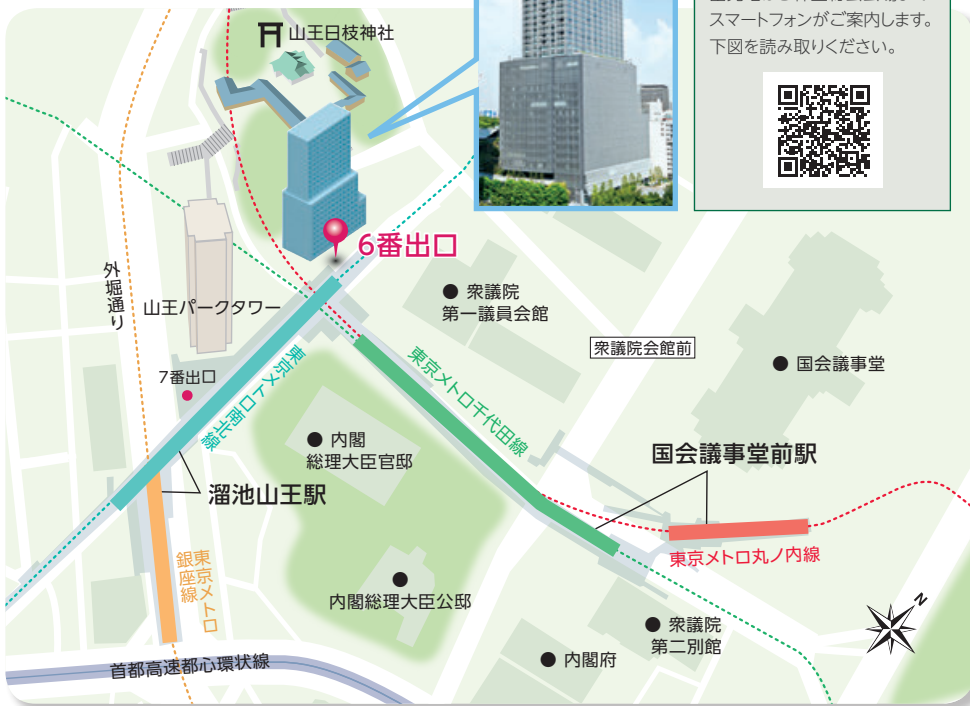 スマートフォンがご案内します。
下図を読み取りください。
山王日枝神社
6番出口
外堀通り
山王パークタワー
衆議院
第一議員会館
衆議院会館前
国会議事堂
7番出口
東京メトロ南北線
東京メトロ千代田線
内閣
総理大臣官邸
国会議事堂前駅
溜池山王駅
東京メトロ
銀座線
東京メトロ丸ノ内線
内閣総理大臣公邸
N
衆議院
第二別館
内閣府
首都高速都心環状線